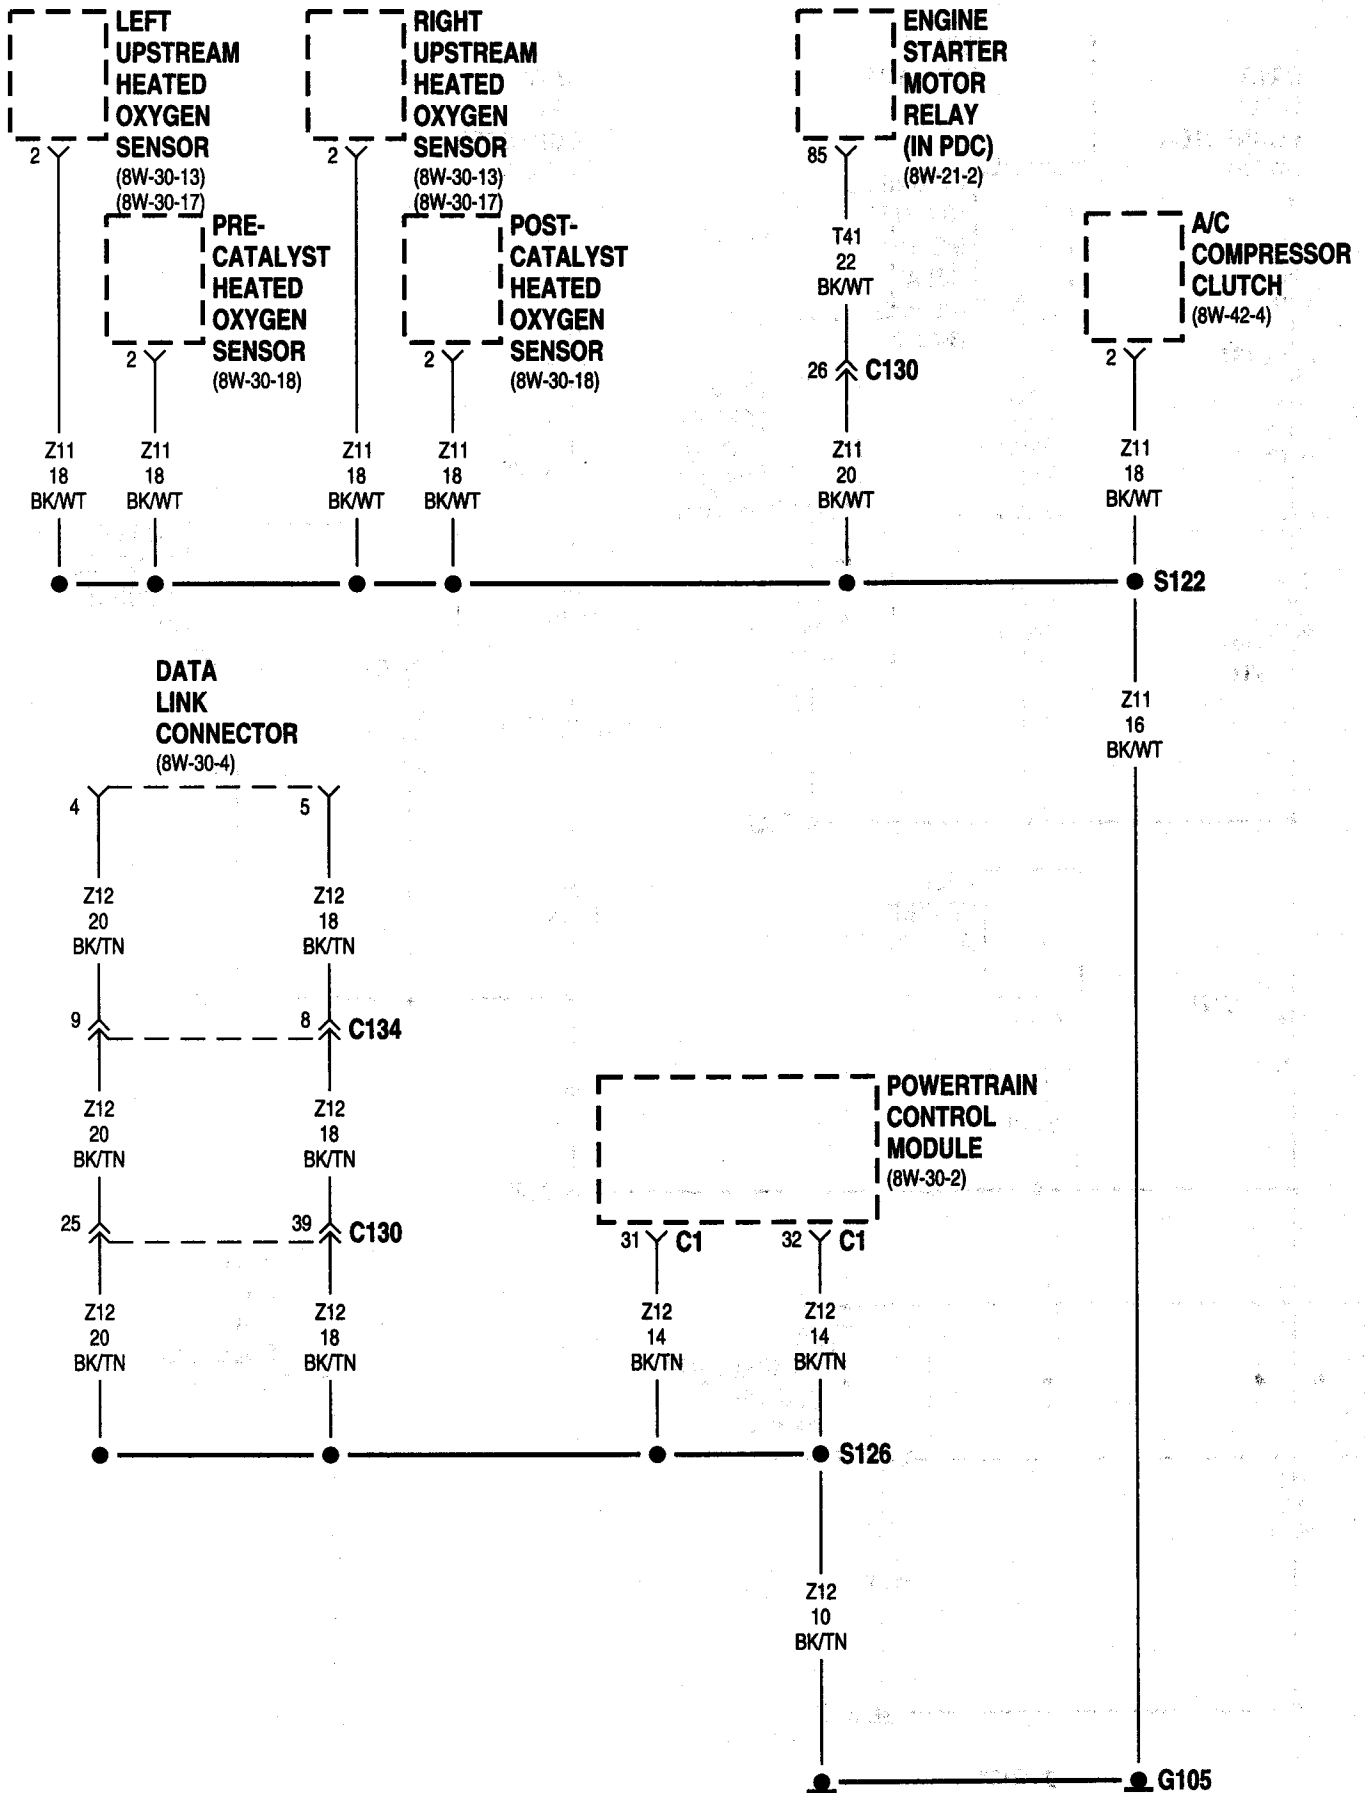 LEFT
UPSTREAM
HEATED
OXYGEN
SENSOR
(8W-30-13)
(8W-30-17)
2
RIGHT
UPSTREAM
HEATED
OXYGEN
SENSOR
(8W-30-13)
(8W-30-17)
2
ENGINE
STARTER
MOTOR
RELAY
(IN PDC)
(8W-21-2)
85
PRE-
CATALYST
HEATED
OXYGEN
SENSOR
(8W-30-18)
2
POST-
CATALYST
HEATED
OXYGEN
SENSOR
(8W-30-18)
2
T41
22
BK/WT
26
C130
A/C
COMPRESSOR
CLUTCH
(8W-42-4)
2
Z11
18
BK/WT
Z11
18
BK/WT
Z11
18
BK/WT
Z11
18
BK/WT
Z11
20
BK/WT
Z11
18
BK/WT
S122
Z11
16
BK/WT
DATA
LINK
CONNECTOR
(8W-30-4)
4
5
Z12
20
BK/TN
Z12
18
BK/TN
9
8
C134
Z12
20
BK/TN
Z12
18
BK/TN
25
39
C130
POWERTRAIN
CONTROL
MODULE
(8W-30-2)
31
C1
32
C1
Z12
20
BK/TN
Z12
18
BK/TN
Z12
14
BK/TN
Z12
14
BK/TN
S126
Z12
10
BK/TN
G105